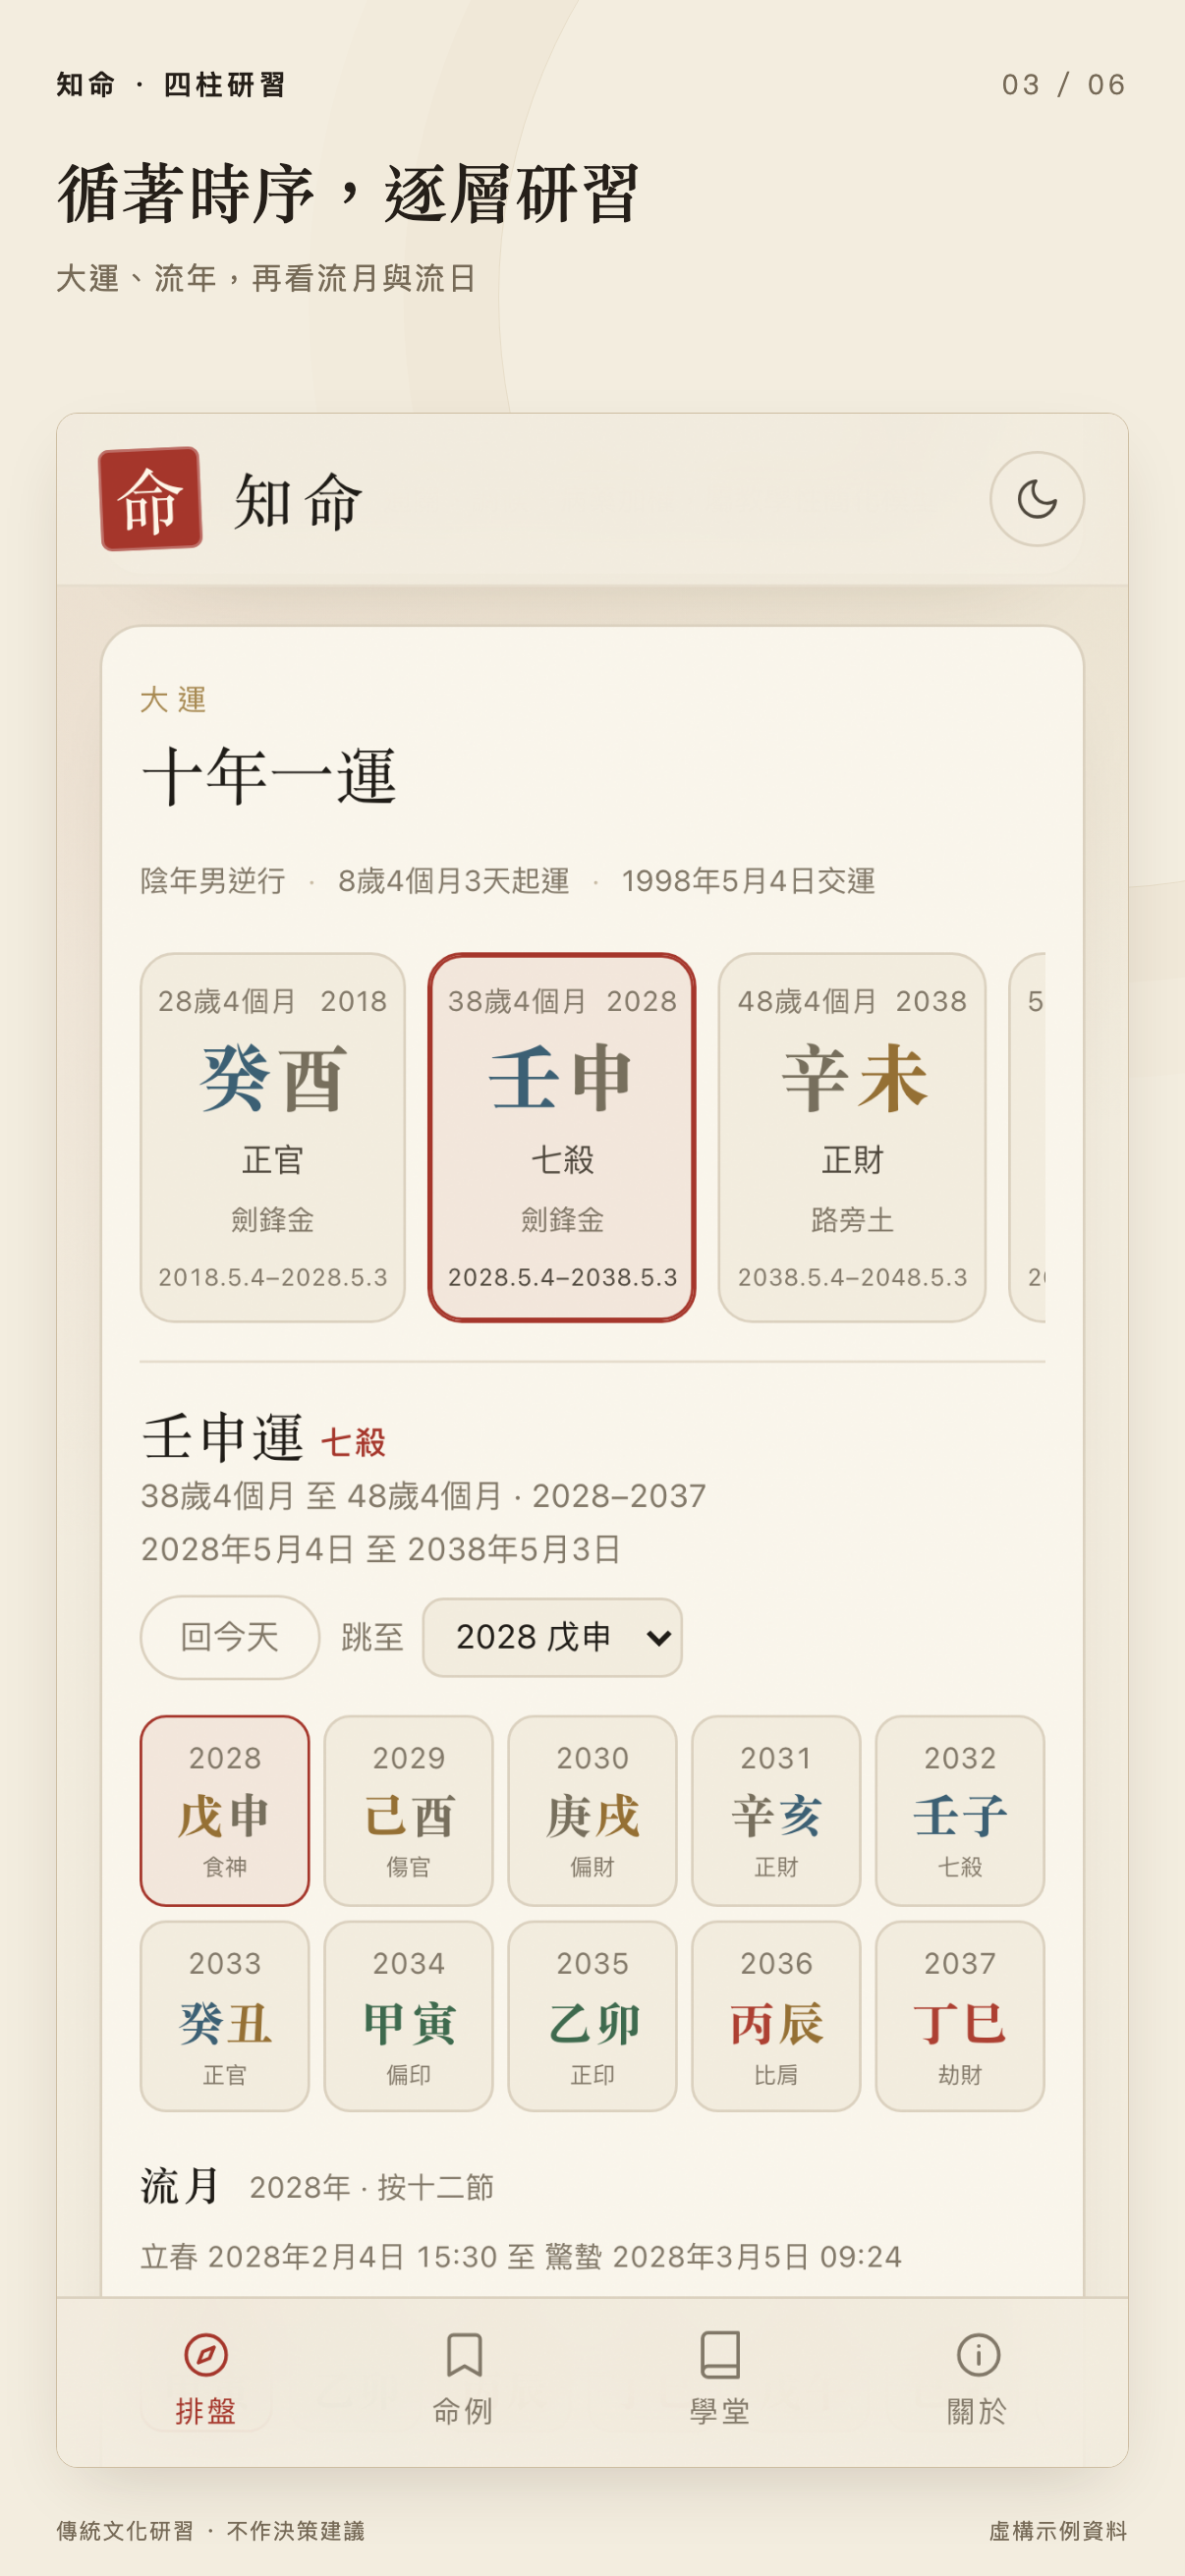 知命 · 四柱研習
03 / 06
循著時序，逐層研習
大運、流年，再看流月與流日
命 知命
大運
十年一運
陰年男逆行 · 8歲4個月3天起運 · 1998年5月4日交運
28歲4個月 2018
癸酉
正官
劍鋒金
2018.5.4–2028.5.3
38歲4個月 2028
壬申
七殺
劍鋒金
2028.5.4–2038.5.3
48歲4個月 2038
辛未
正財
路旁土
2038.5.4–2048.5.3
壬申運 七殺
38歲4個月 至 48歲4個月 · 2028–2037
2028年5月4日 至 2038年5月3日
回今天 跳至 2028 戊申
2028
戊申
食神
2029
己酉
傷官
2030
庚戌
偏財
2031
辛亥
正財
2032
壬子
七殺
2033
癸丑
正官
2034
甲寅
偏印
2035
乙卯
正印
2036
丙辰
比肩
2037
丁巳
劫財
流月 2028年 · 按十二節
立春 2028年2月4日 15:30 至 驚蟄 2028年3月5日 09:24
排盤
命例
學堂
關於
傳統文化研習 · 不作決策建議
虛構示例資料